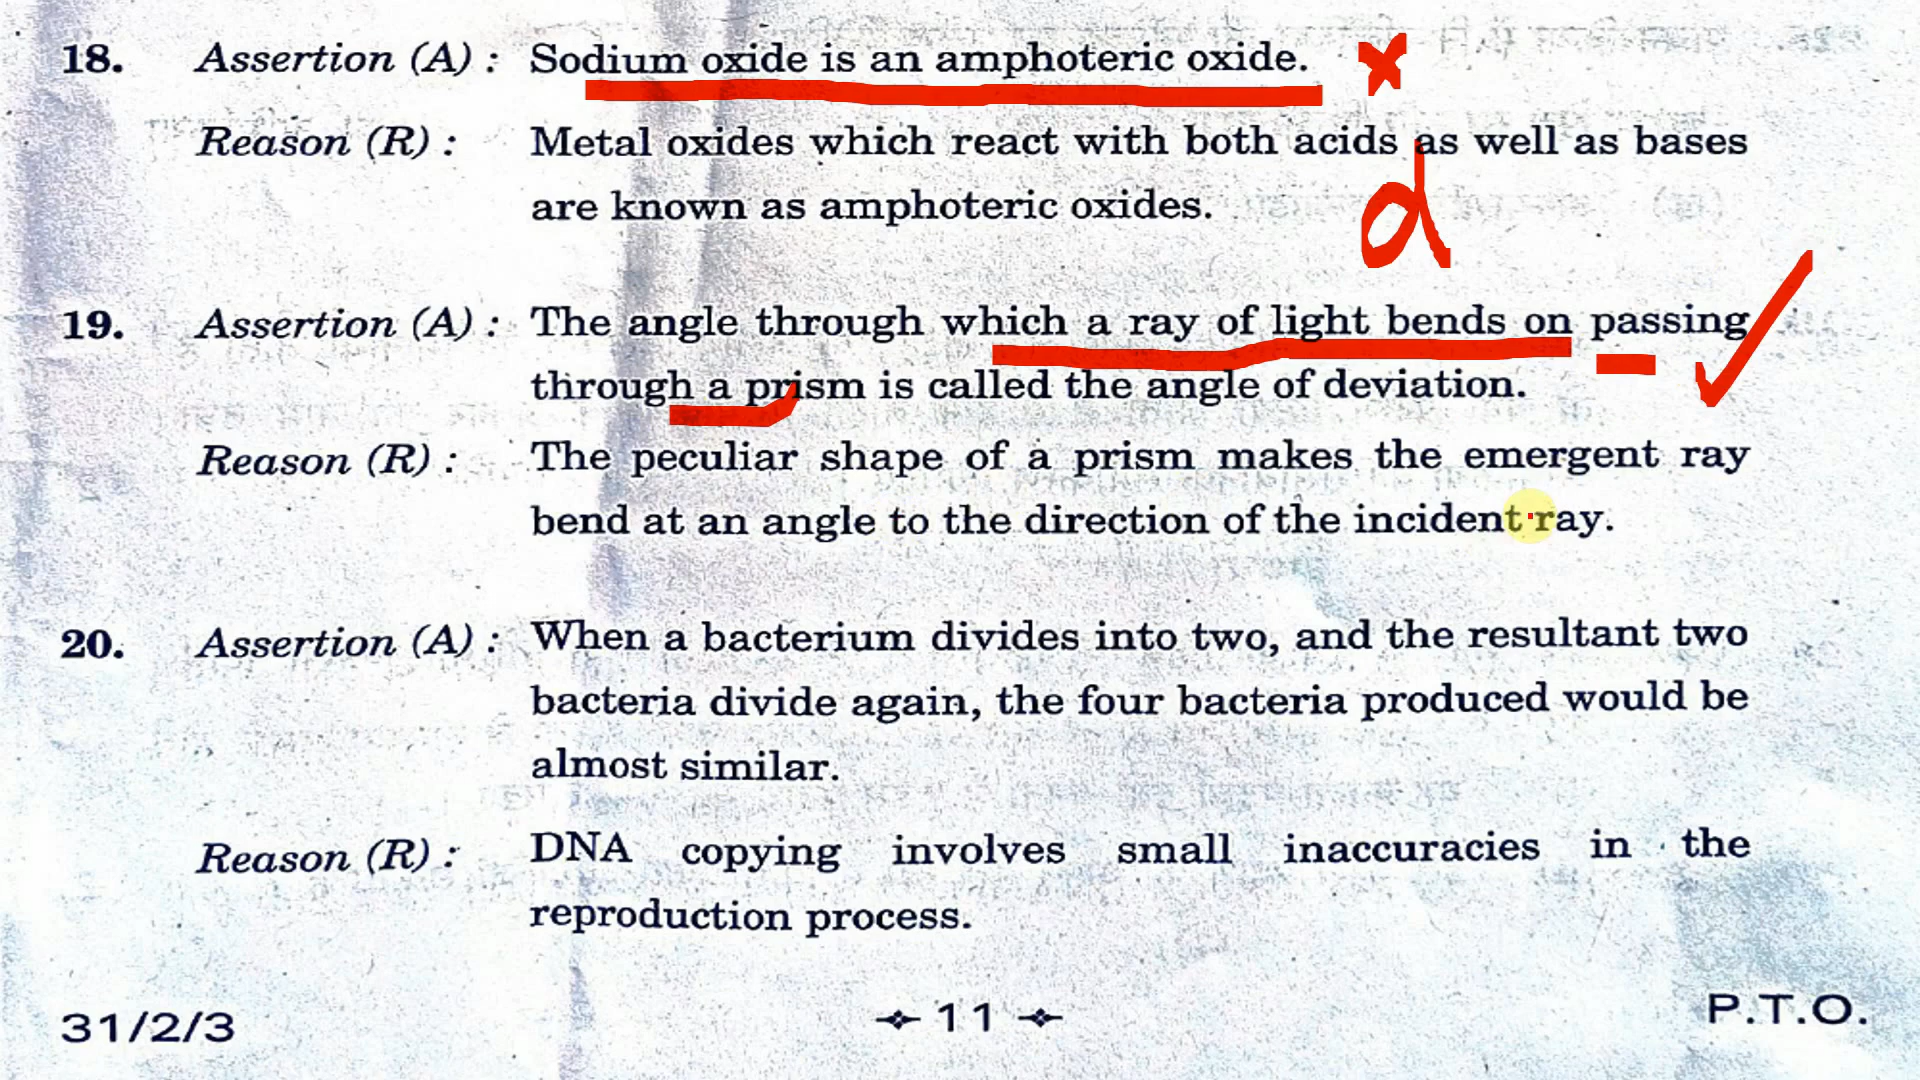 18. Assertion (A) : Sodium oxide is an amphoteric oxide. x
Reason (R) : Metal oxides which react with both acids as well as bases
are known as amphoteric oxides.
d
19. Assertion (A) : The angle through which a ray of light bends on passing
through a prism is called the angle of deviation.
Reason (R) : The peculiar shape of a prism makes the emergent ray
bend at an angle to the direction of the incident ray.
20. Assertion (A) : When a bacterium divides into two, and the resultant two
bacteria divide again, the four bacteria produced would be
almost similar.
Reason (R) : DNA copying involves small inaccuracies in the
reproduction process.
31/2/3 11 P.T.O.